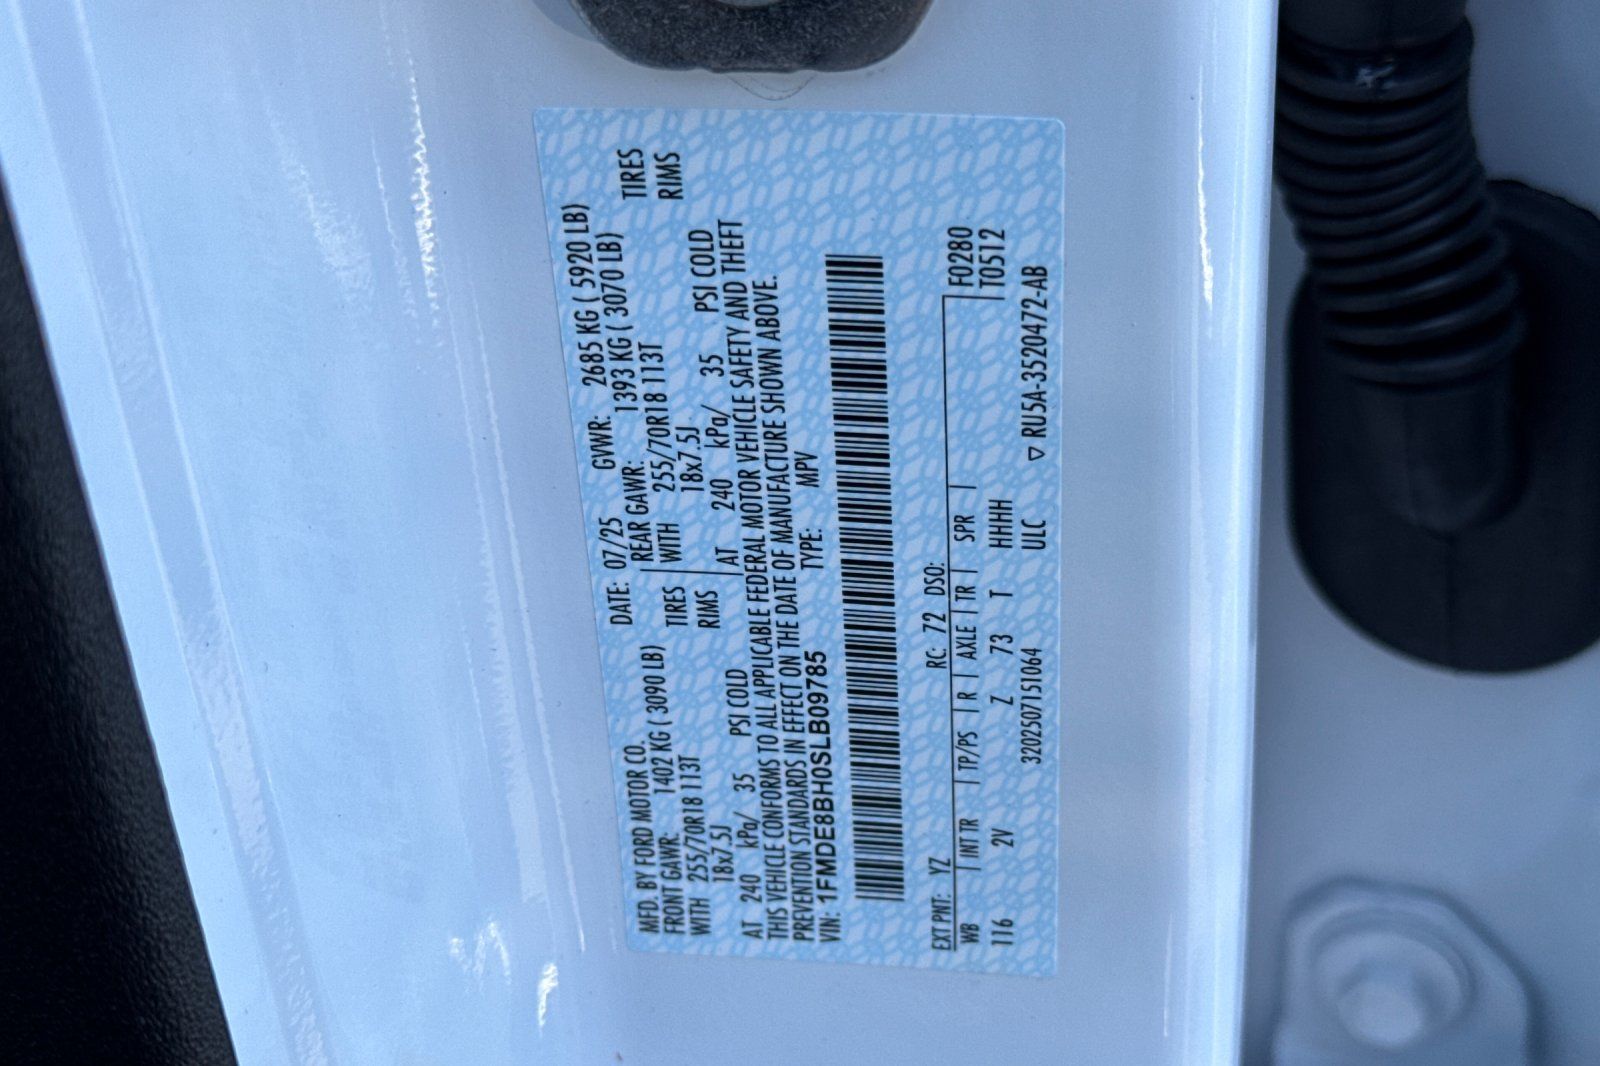 MFD. BY FORD MOTOR CO. DATE: 07/25 GVWR: 2685 KG ( 5920 LB)
FRONT GAWR: 1402 KG ( 3090 LB) REAR GAWR: 1393 KG ( 3070 LB)
WITH 255/70R18 113T TIRES WITH 255/70R18 113T TIRES
18x7.5J RIMS 18x7.5J RIMS
AT 240 kPa/ 35 PSI COLD AT 240 kPa/ 35 PSI COLD
THIS VEHICLE CONFORMS TO ALL APPLICABLE FEDERAL MOTOR VEHICLE SAFETY AND THEFT
PREVENTION STANDARDS IN EFFECT ON THE DATE OF MANUFACTURE SHOWN ABOVE.
VIN: 1FMDE8BH0SLB09785 TYPE: MPV
EXT PNT: YZ RC: 72 DSO: F0280
WB | INT TR | TP/PS | R | AXLE | TR | SPR | T0512
116 2V Z 73 T HHHH
3202507151064 ULC ▽ RU5A-3520472-AB